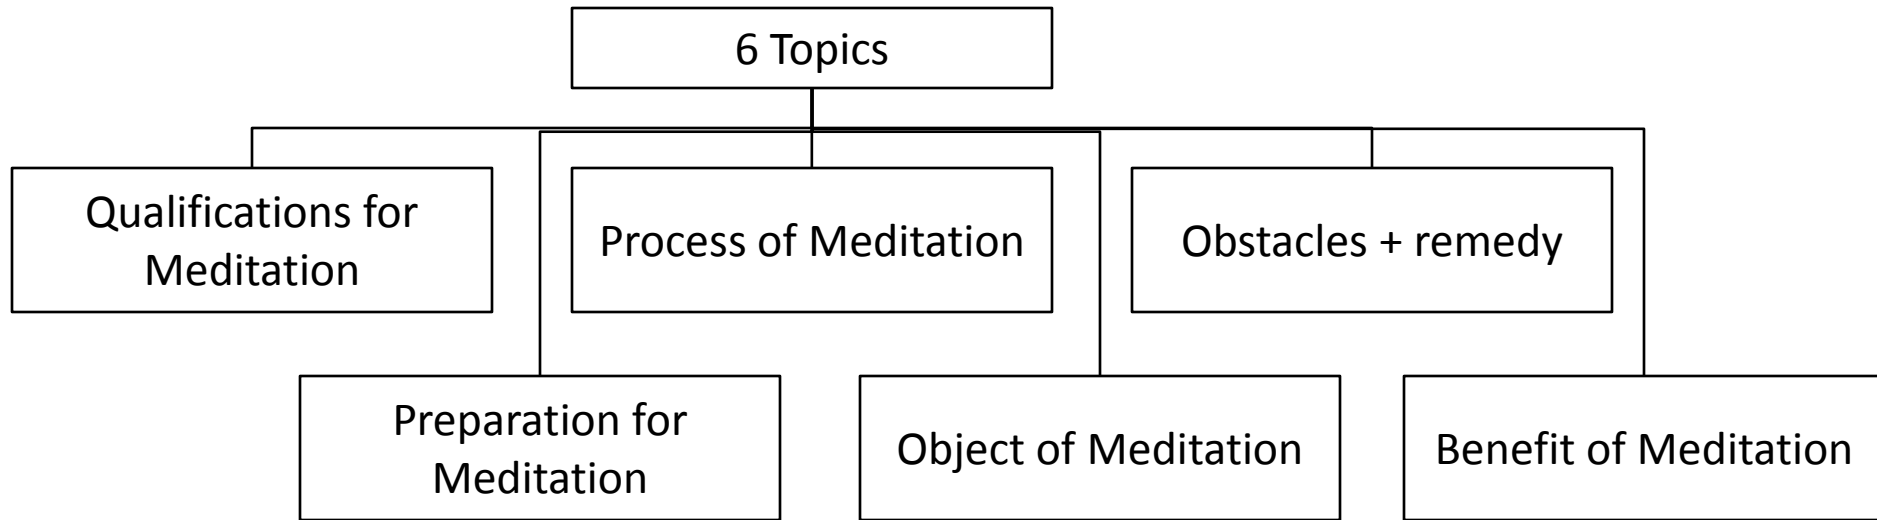 6 Topics
Qualifications for
Meditation
Process of Meditation
Obstacles + remedy
Preparation for
Meditation
Object of Meditation
Benefit of Meditation